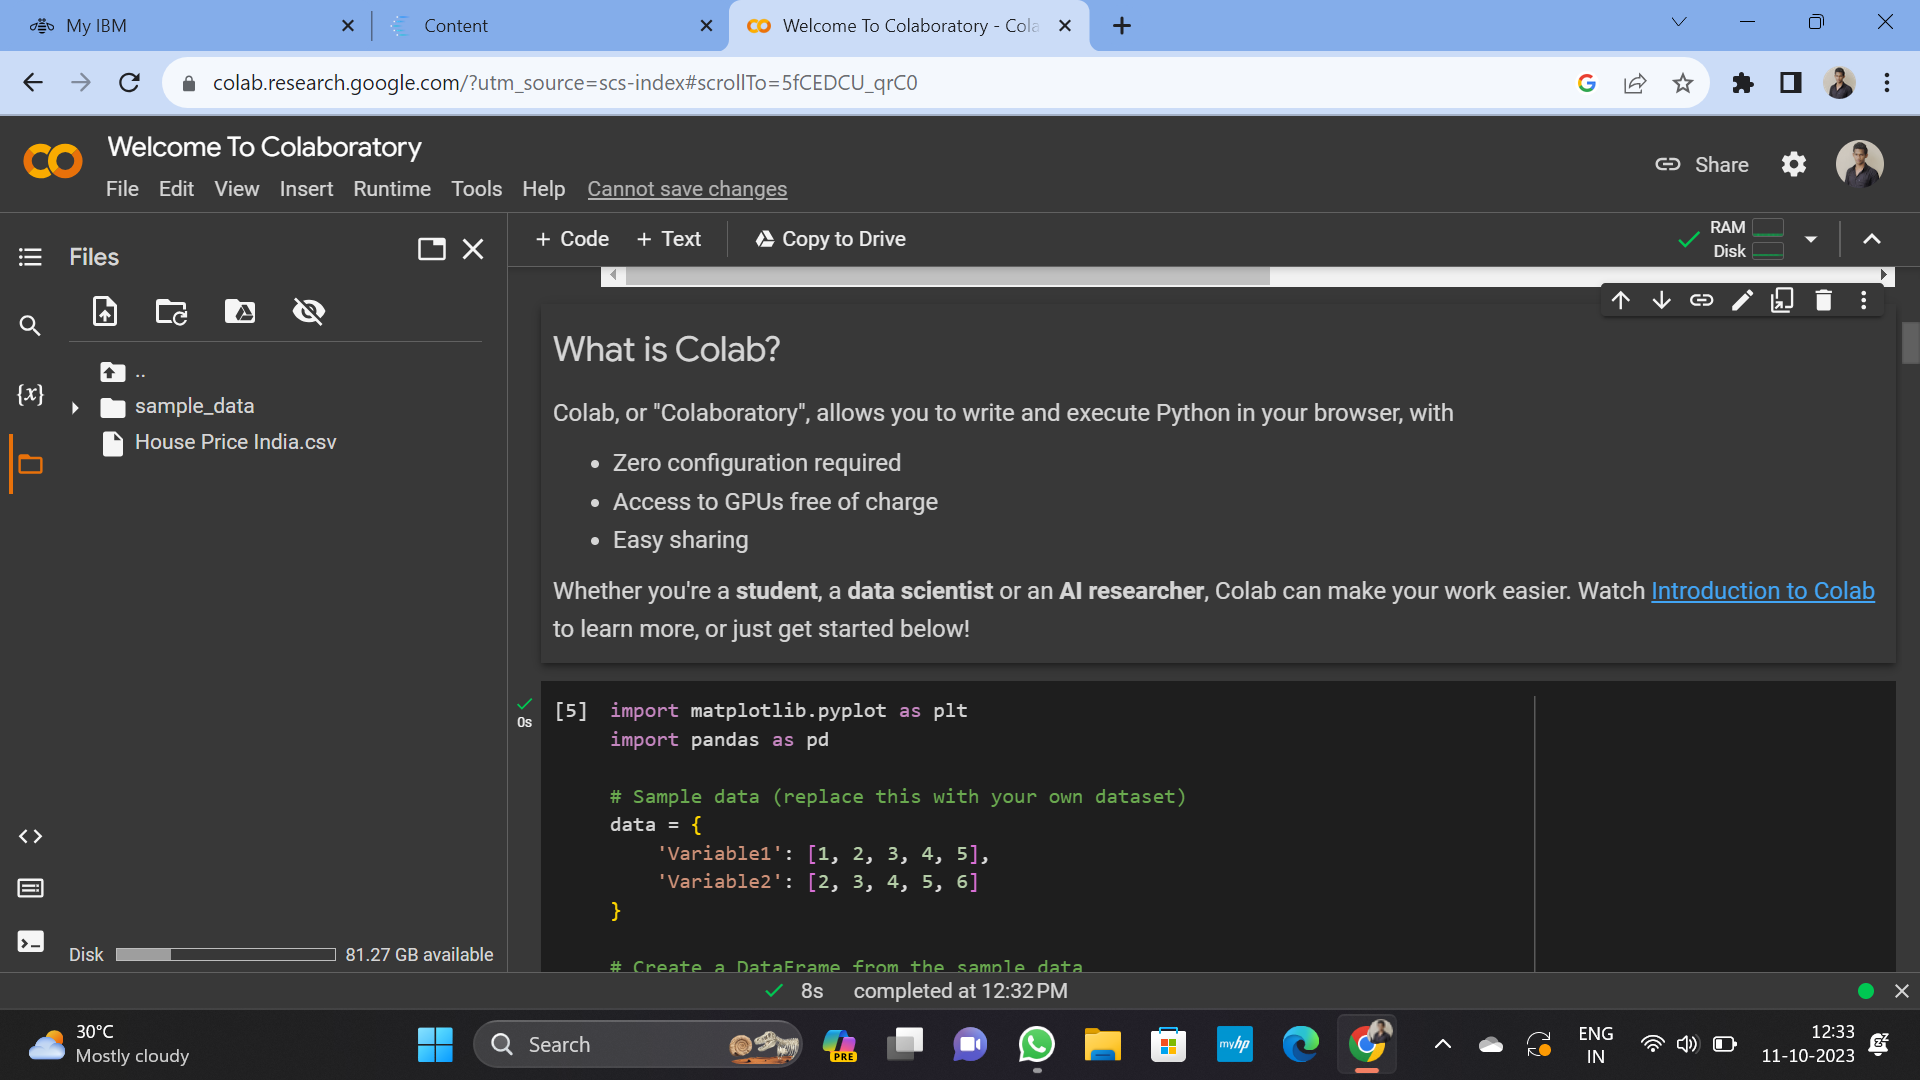 My IBM
Content
Welcome To Colaboratory - Cola
colab.research.google.com/?utm_source=scs-index#scrollTo=5fCEDCU_qrC0
Welcome To Colaboratory
File Edit View Insert Runtime Tools Help Cannot save changes
Share
Files
+ Code + Text Copy to Drive
RAM
Disk
..
sample_data
House Price India.csv
{x}
What is Colab?
Colab, or "Colaboratory", allows you to write and execute Python in your browser, with
• Zero configuration required
• Access to GPUs free of charge
• Easy sharing
Whether you're a student, a data scientist or an AI researcher, Colab can make your work easier. Watch Introduction to Colab
to learn more, or just get started below!
0s
[5] import matplotlib.pyplot as plt
import pandas as pd
# Sample data (replace this with your own dataset)
data = {
'Variable1': [1, 2, 3, 4, 5],
'Variable2': [2, 3, 4, 5, 6]
}
# Create a DataFrame from the sample data
Disk 81.27 GB available
8s completed at 12:32 PM
30°C
Mostly cloudy
Search
PRE
myhp
ENG
IN
12:33
11-10-2023